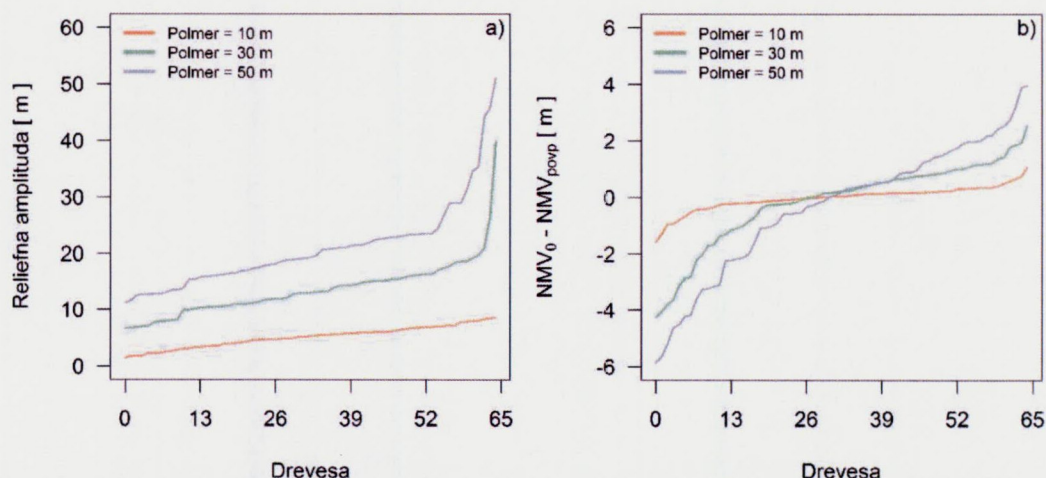 a)
Polmer = 10 m
Polmer = 30 m
Polmer = 50 m
Reliefna amplituda [ m ]
60
50
40
30
20
10
0
0 13 26 39 52 65
Drevesa
b)
Polmer = 10 m
Polmer = 30 m
Polmer = 50 m
NMV0 - NMVpovp [ m ]
6
4
2
0
-2
-4
-6
0 13 26 39 52 65
Drevesa